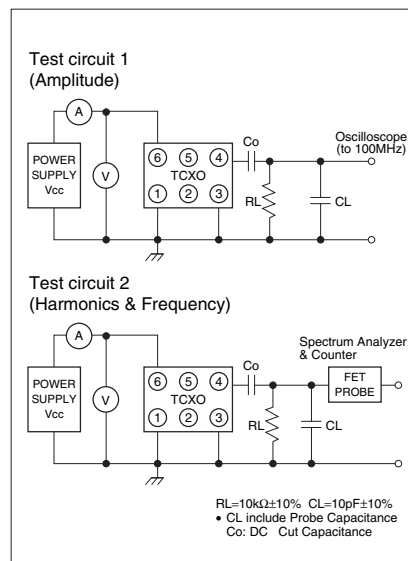 Test circuit 1
(Amplitude)
A
Co
Oscilloscope
(to 100MHz)
POWER
SUPPLY
Vcc
V
6 5 4
TCXO
1 2 3
RL
CL
Test circuit 2
(Harmonics & Frequency)
A
Co
Spectrum Analyzer
& Counter
POWER
SUPPLY
Vcc
V
6 5 4
TCXO
1 2 3
RL
CL
FET
PROBE
RL=10kΩ±10% CL=10pF±10%
• CL include Probe Capacitance
Co: DC Cut Capacitance